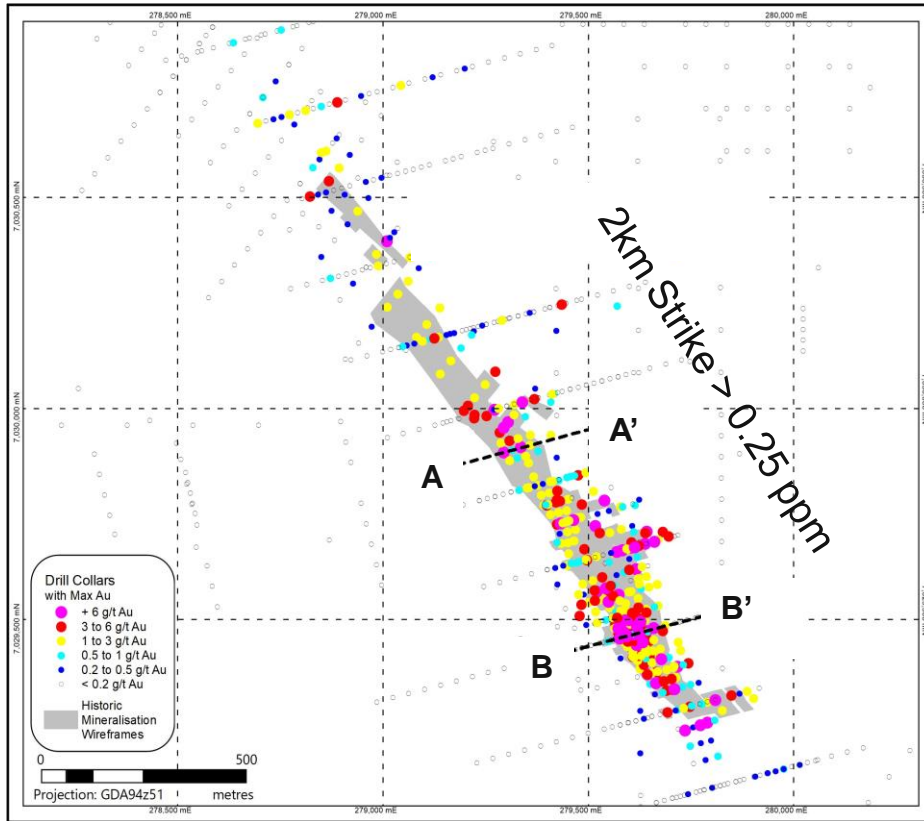 278,500 mE
279,000 mE
279,500 mE
280,000 mE
7,030,500 mN
7,030,000 mN
7,029,500 mN
2km Strike > 0.25 ppm
A
A'
B
B'
Drill Collars
with Max Au
+ 6 g/t Au
3 to 6 g/t Au
1 to 3 g/t Au
0.5 to 1 g/t Au
0.2 to 0.5 g/t Au
< 0.2 g/t Au
Historic
Mineralisation
Wireframes
0
500
Projection: GDA94z51
metres
278,500 mE
279,000 mE
279,500 mE
280,000 mE